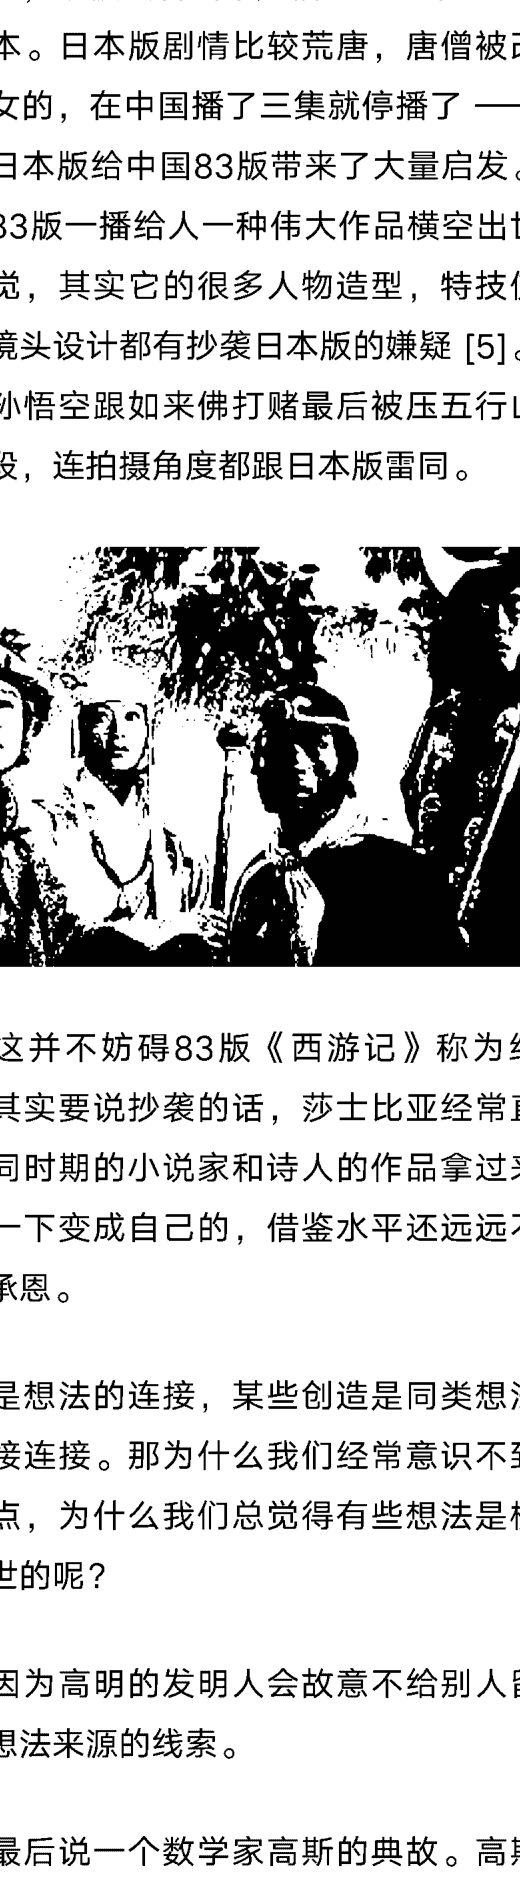 本。日本版剧情比较荒唐，唐僧被
女的，在中国播了三集就停播了 —
日本版给中国83版带来了大量启发。
83版一播给人一种伟大作品横空出
觉，其实它的很多人物造型，特技
镜头设计都有抄袭日本版的嫌疑 [5]。
孙悟空跟如来佛打赌最后被压五行
段，连拍摄角度都跟日本版雷同。
这并不妨碍83版《西游记》称为
其实要说抄袭的话，莎士比亚经常
同时期的小说家和诗人的作品拿过
一下变成自己的，借鉴水平还远远
承恩。
是想法的连接，某些创造是同类想
接连接。那为什么我们经常意识不
点，为什么我们总觉得有些想法是
世的呢？
因为高明的发明人会故意不给别人
想法来源的线索。
最后说一个数学家高斯的典故。高